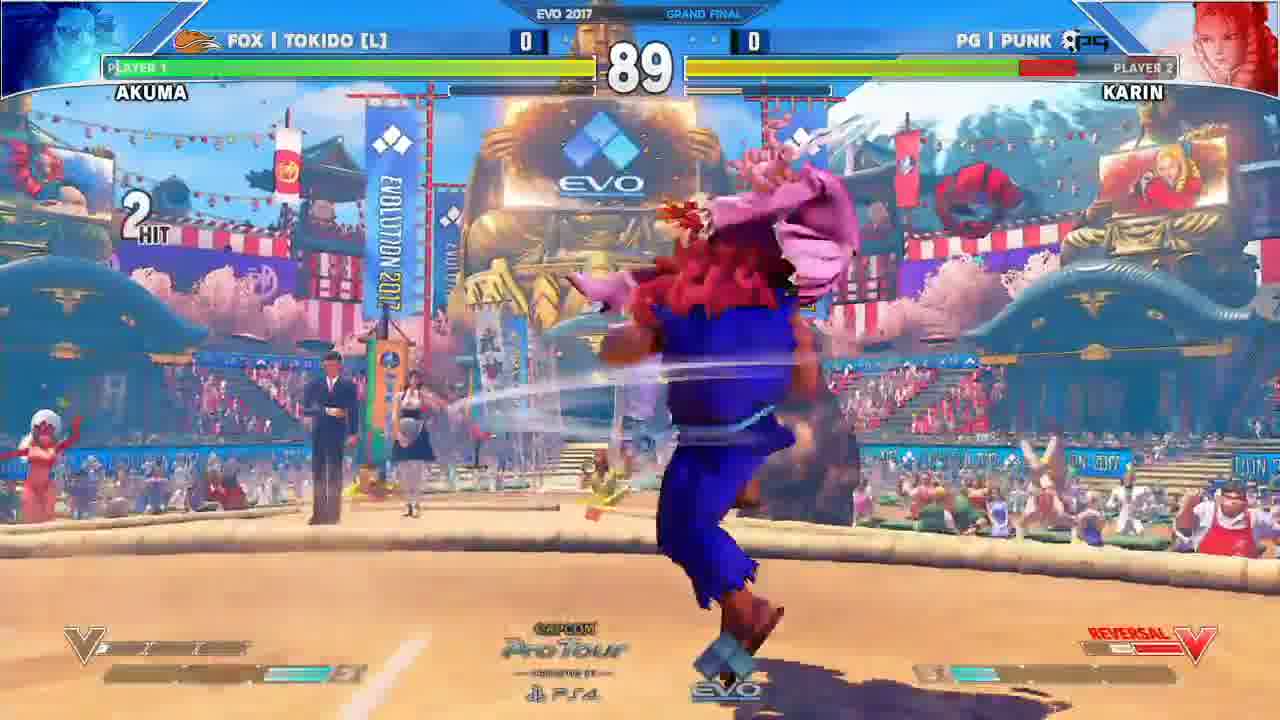 EVO 2017 GRAND FINAL
FOX | TOKIDO [L] 0 89 0 PG | PUNK
PLAYER 1 PLAYER 2
AKUMA KARIN
EVO
2 HIT
EVOLUTION 2017
REVERSAL
CAPCOM
Pro Tour
PS4
EVO